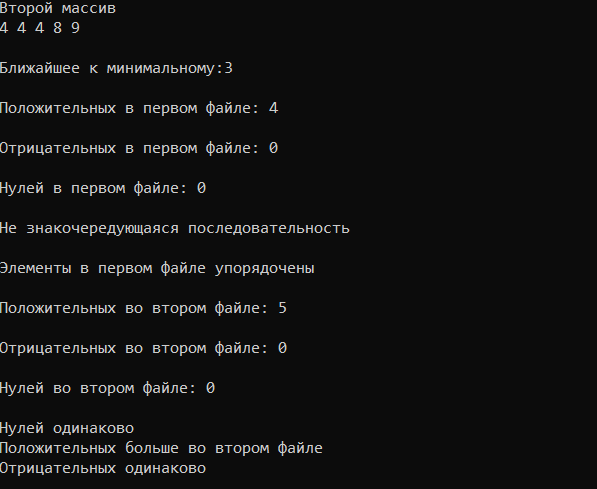 Второй массив
4 4 4 8 9
Ближайшее к минимальному:3
Положительных в первом файле: 4
Отрицательных в первом файле: 0
Нулей в первом файле: 0
Не знакочередующаяся последовательность
Элементы в первом файле упорядочены
Положительных во втором файле: 5
Отрицательных во втором файле: 0
Нулей во втором файле: 0
Нулей одинаково
Положительных больше во втором файле
Отрицательных одинаково